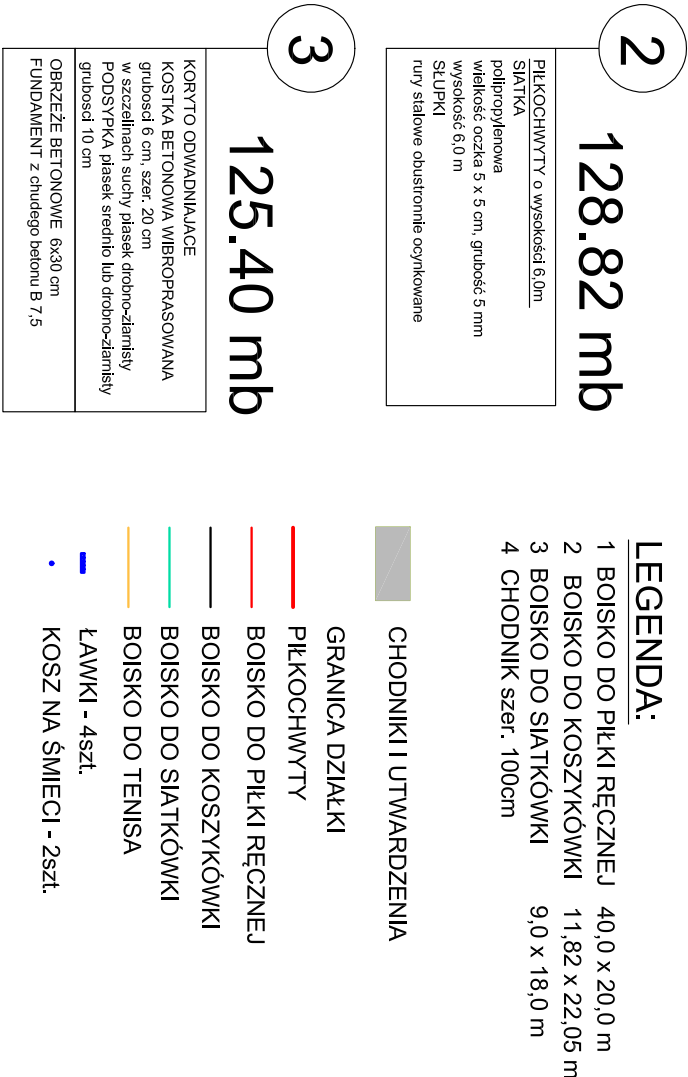 2
128.82 mb
PIŁKOCHWYTY o wysokości 6,0m
SIATKA
polipropylenowa
wielkość oczka 5 x 5 cm, grubość 5 mm
wysokość 6,0 m
SŁUPKI
rury stalowe obustronnie ocynkowane
3
125.40 mb
KORYTO ODWADNIAJACE
KOSTKA BETONOWA WIBROPRASOWANA
grubosci 6 cm, szer. 20 cm
w szczelinach suchy piasek drobno-ziarnisty
PODSYPKA piasek srednio lub drobno-ziarnisty
grubosci 10 cm
OBRZEŻE BETONOWE 6x30 cm
FUNDAMENT z chudego betonu B 7,5
LEGENDA:
1 BOISKO DO PIŁKI RĘCZNEJ 40,0 x 20,0 m
2 BOISKO DO KOSZYKÓWKI 11,82 x 22,05 m
3 BOISKO DO SIATKÓWKI 9,0 x 18,0 m
4 CHODNIK szer. 100cm
CHODNIKI I UTWARDZENIA
GRANICA DZIAŁKI
PIŁKOCHWYTY
BOISKO DO PIŁKI RĘCZNEJ
BOISKO DO KOSZYKÓWKI
BOISKO DO SIATKÓWKI
BOISKO DO TENISA
ŁAWKI - 4szt.
KOSZ NA ŚMIECI - 2szt.